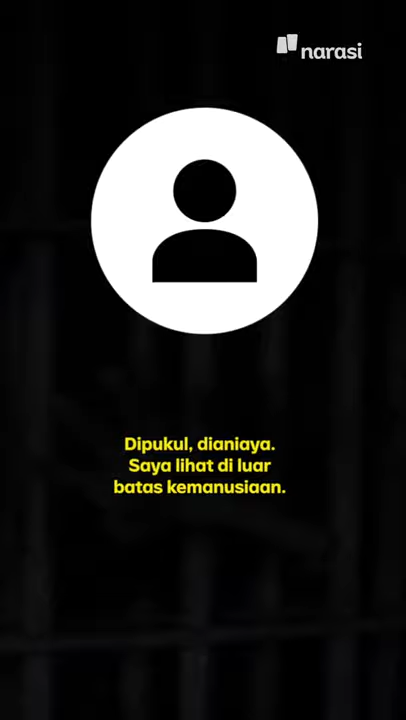 narasi
Dipukul, dianiaya.
Saya lihat di luar
batas kemanusiaan.